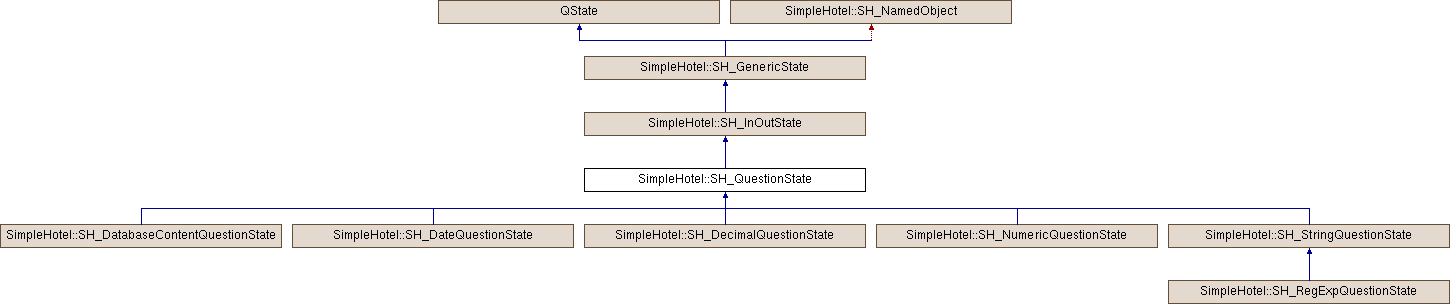 QState
SimpleHotel::SH_NamedObject
SimpleHotel::SH_GenericState
SimpleHotel::SH_InOutState
SimpleHotel::SH_QuestionState
SimpleHotel::SH_DatabaseContentQuestionState
SimpleHotel::SH_DateQuestionState
SimpleHotel::SH_DecimalQuestionState
SimpleHotel::SH_NumericQuestionState
SimpleHotel::SH_StringQuestionState
SimpleHotel::SH_RegExpQuestionState